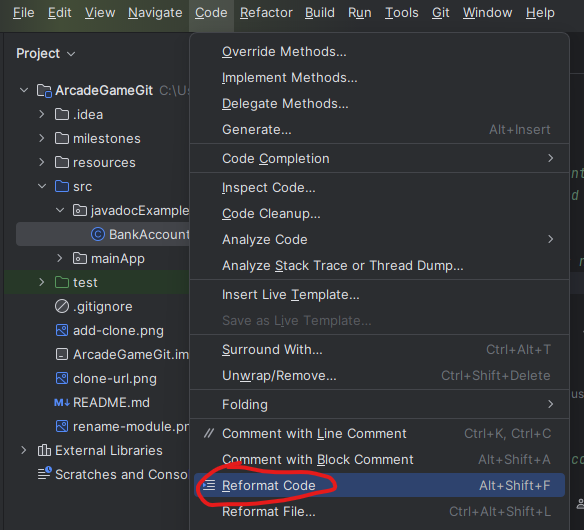 File Edit View Navigate Code Refactor Build Run Tools Git Window Help
Project
ArcadeGameGit C:\Us
.idea
milestones
resources
src
javadocExample
BankAccount
mainApp
test
.gitignore
add-clone.png
ArcadeGameGit.im
clone-url.png
README.md
rename-module.pn
External Libraries
Scratches and Conso
Override Methods...
Implement Methods...
Delegate Methods...
Generate... Alt+Insert
Code Completion
Inspect Code...
Code Cleanup...
Analyze Code
Analyze Stack Trace or Thread Dump...
Insert Live Template...
Save as Live Template...
Surround With... Ctrl+Alt+T
Unwrap/Remove... Ctrl+Shift+Delete
Folding
Comment with Line Comment Ctrl+K, Ctrl+C
Comment with Block Comment Alt+Shift+A
Reformat Code Alt+Shift+F
Reformat File... Ctrl+Alt+Shift+L